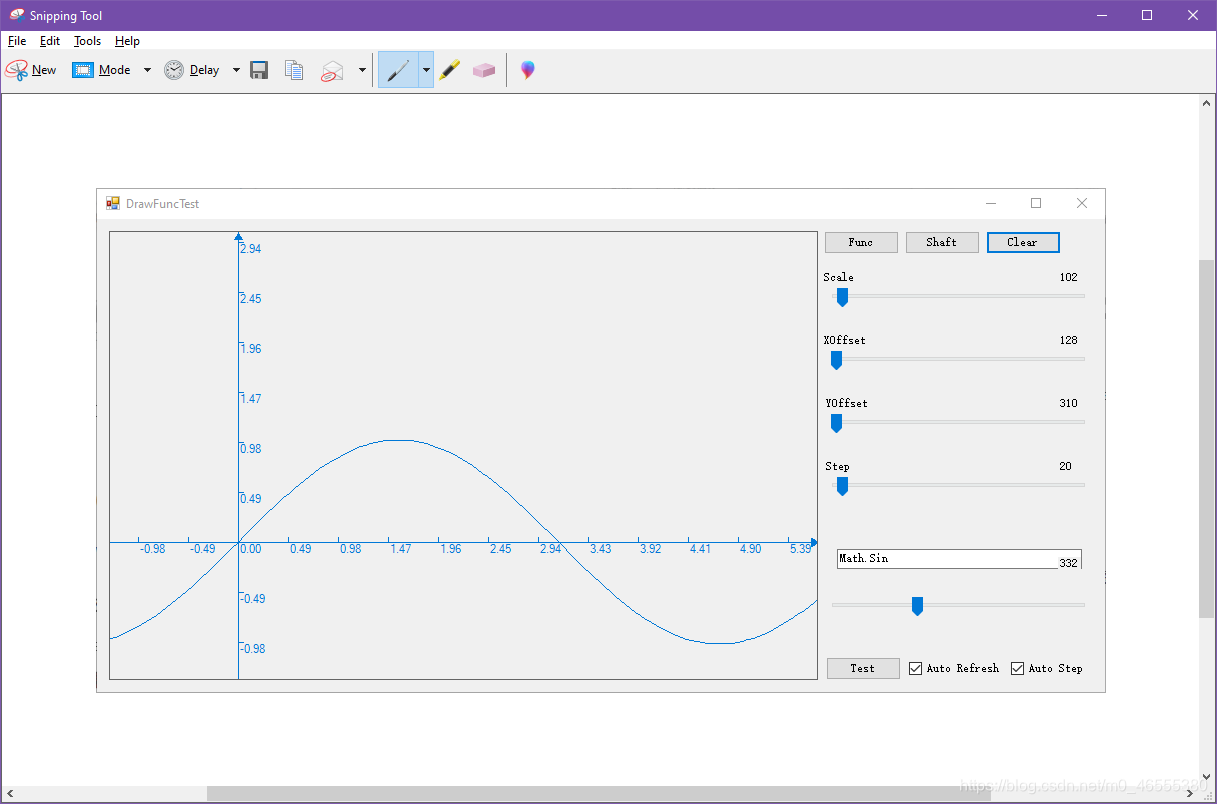 Snipping Tool
File Edit Tools Help
New Mode Delay
DrawFuncTest
2.94
2.45
1.96
1.47
0.98
0.49
-0.98 -0.49 0.00 0.49 0.98 1.47 1.96 2.45 2.94 3.43 3.92 4.41 4.90 5.39
-0.49
-0.98
Func Shaft Clear
Scale 102
XOffset 128
YOffset 310
Step 20
Math.Sin 332
Test Auto Refresh Auto Step
https://blog.csdn.net/m0_46555380